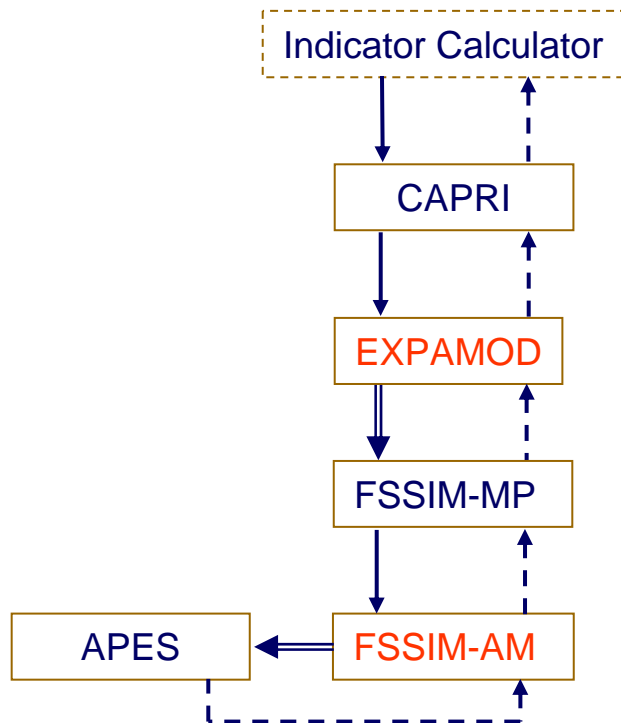 Indicator Calculator
CAPRI
EXPAMOD
FSSIM-MP
APES
FSSIM-AM